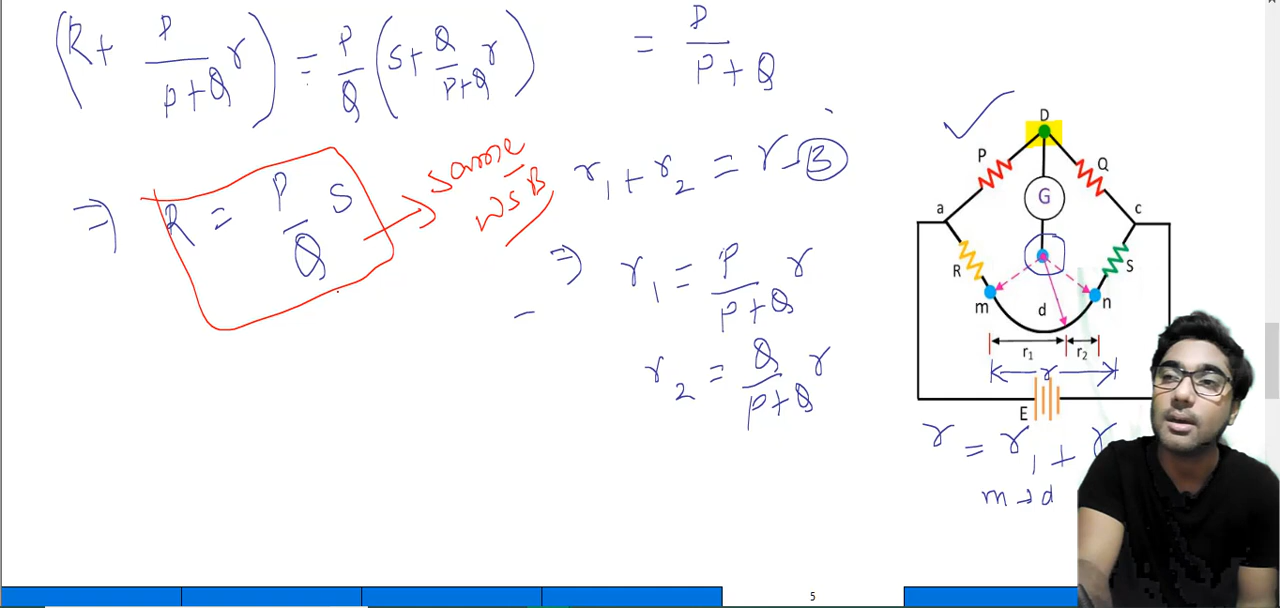 (R + P/(P+Q) r) = P/Q (S + Q/(P+Q) r)
= P/(P+Q)
⇒ R = P/Q S → same WSB
r₁ + r₂ = r - B
⇒ r₁ = P/(P+Q) r
r₂ = Q/(P+Q) r
D
P
Q
G
a
c
R
S
m
d
n
r₁
r₂
r
E
r = r₁ + r
m → d
5